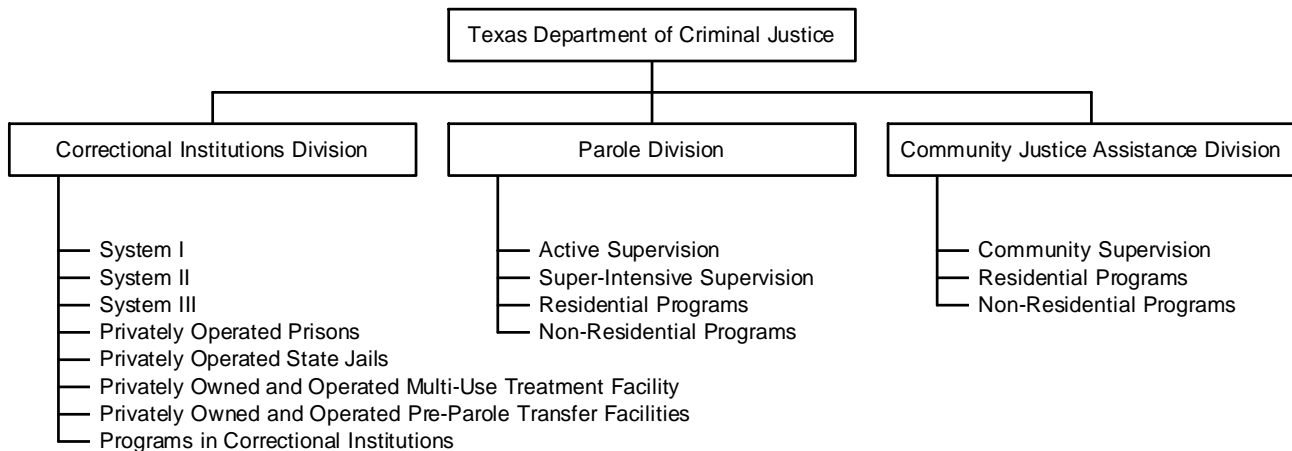 Texas Department of Criminal Justice
Correctional Institutions Division
Parole Division
Community Justice Assistance Division
System I
System II
System III
Privately Operated Prisons
Privately Operated State Jails
Privately Owned and Operated Multi-Use Treatment Facility
Privately Owned and Operated Pre-Parole Transfer Facilities
Programs in Correctional Institutions
Active Supervision
Super-Intensive Supervision
Residential Programs
Non-Residential Programs
Community Supervision
Residential Programs
Non-Residential Programs